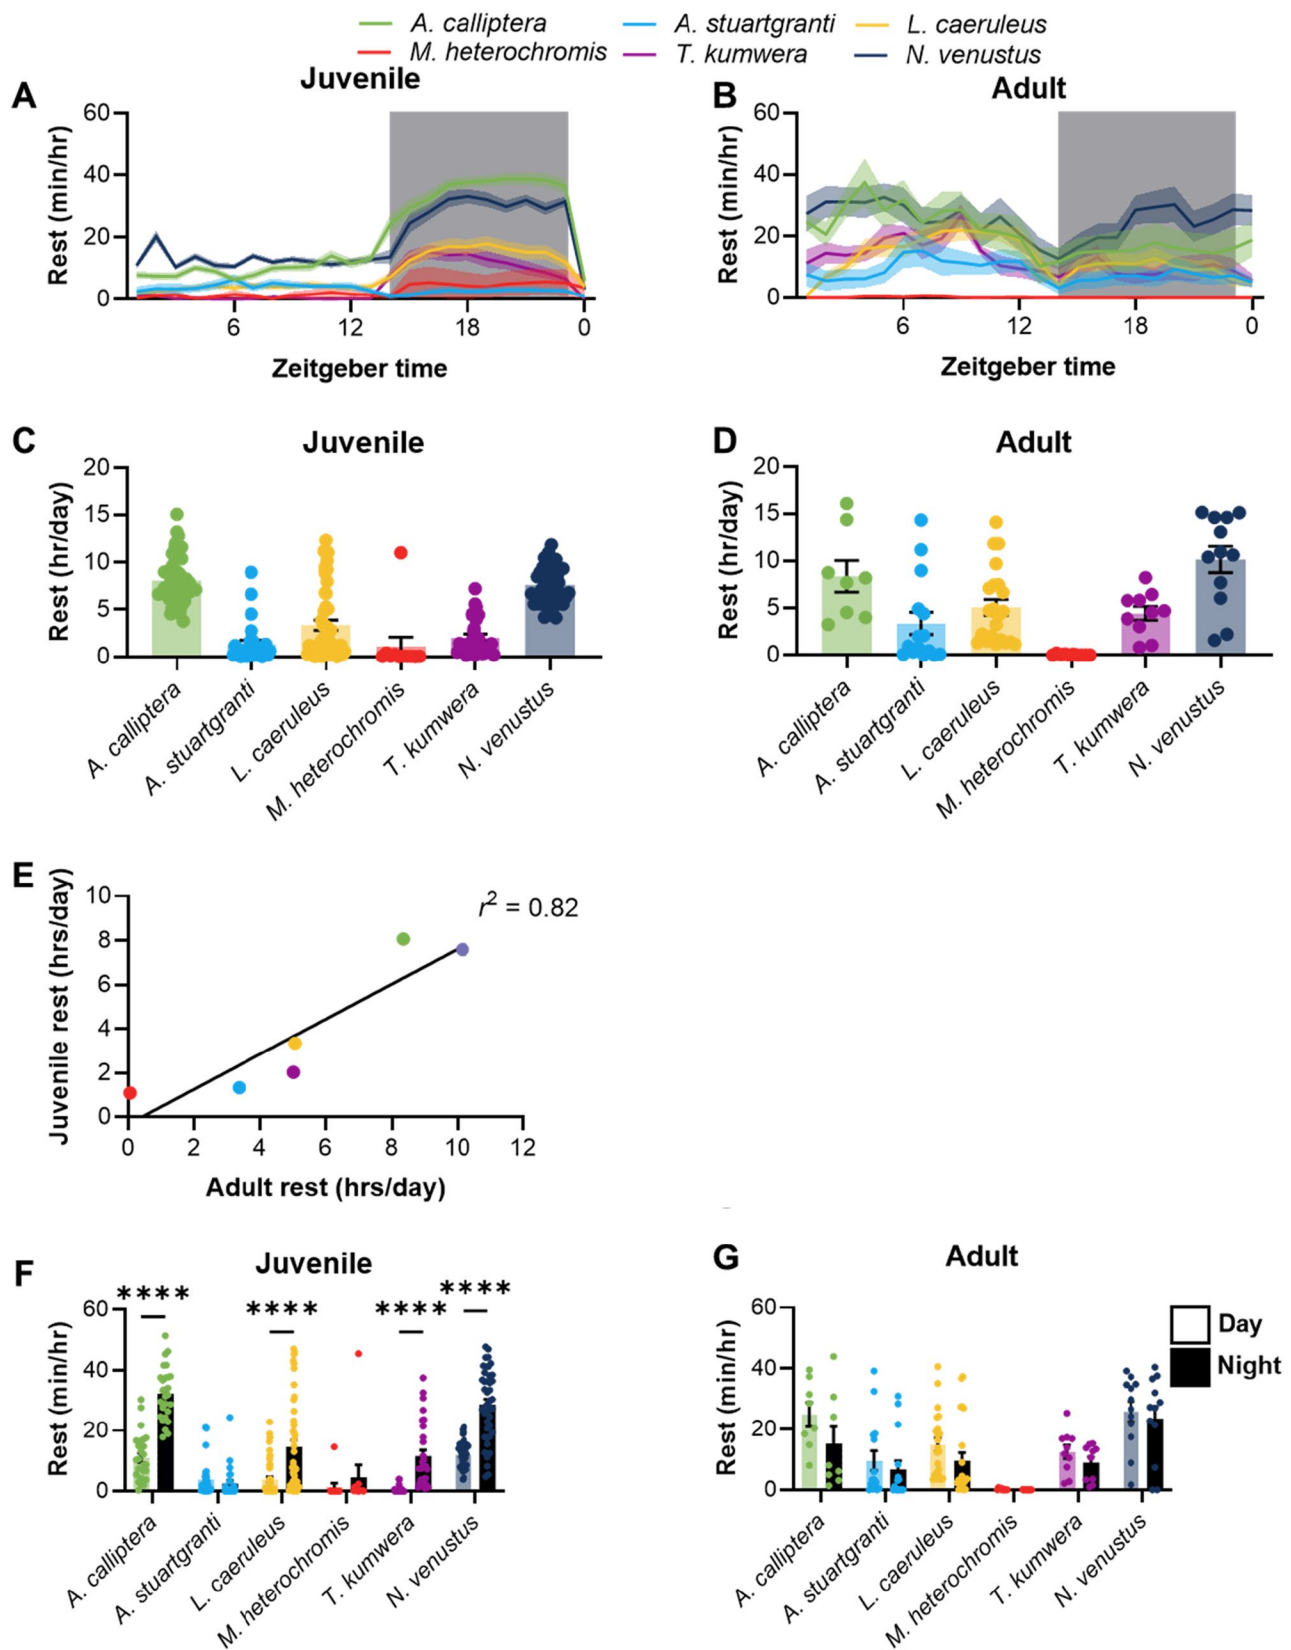 A. calliptera A. stuartgranti L. caeruleus
M. heterochromis T. kumwera N. venustus
A Juvenile
60
40
20
0
Rest (min/hr)
6 12 18 0
Zeitgeber time
B Adult
60
40
20
0
Rest (min/hr)
6 12 18 0
Zeitgeber time
C Juvenile
20
15
10
5
0
Rest (hr/day)
A. calliptera
A. stuartgranti
L. caeruleus
M. heterochromis
T. kumwera
N. venustus
D Adult
20
15
10
5
0
Rest (hr/day)
A. calliptera
A. stuartgranti
L. caeruleus
M. heterochromis
T. kumwera
N. venustus
E
r² = 0.82
10
8
6
4
2
0
Juvenile rest (hrs/day)
0 2 4 6 8 10 12
Adult rest (hrs/day)
F Juvenile
**** **** **** ****
60
40
20
0
Rest (min/hr)
A. calliptera
A. stuartgranti
L. caeruleus
M. heterochromis
T. kumwera
N. venustus
G Adult
60
40
20
0
Rest (min/hr)
A. calliptera
A. stuartgranti
L. caeruleus
M. heterochromis
T. kumwera
N. venustus
Day
Night